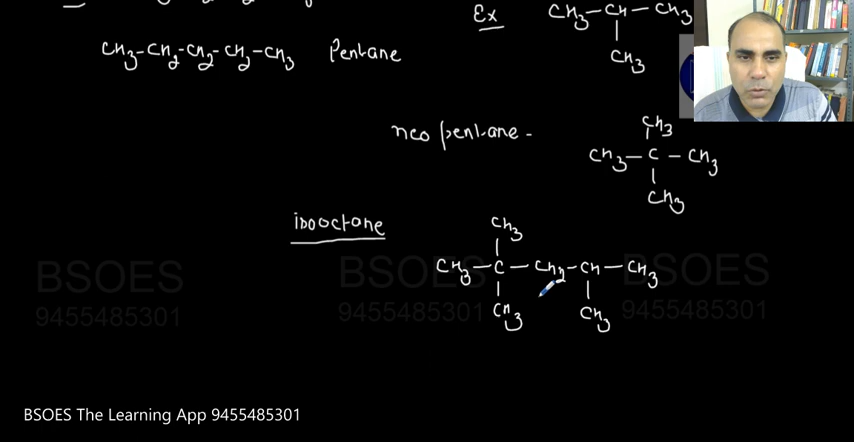 Ex
CH3-CH-CH3
CH3
CH3-CH2-CH2-CH2-CH3 Pentane
neo pentane -
CH3
CH3-C-CH3
CH3
isooctane
CH3
CH3-C-CH2-CH-CH3
CH3 CH3
BSOES BSOES BSOES
9455485301 9455485301 9455485301
BSOES The Learning App 9455485301